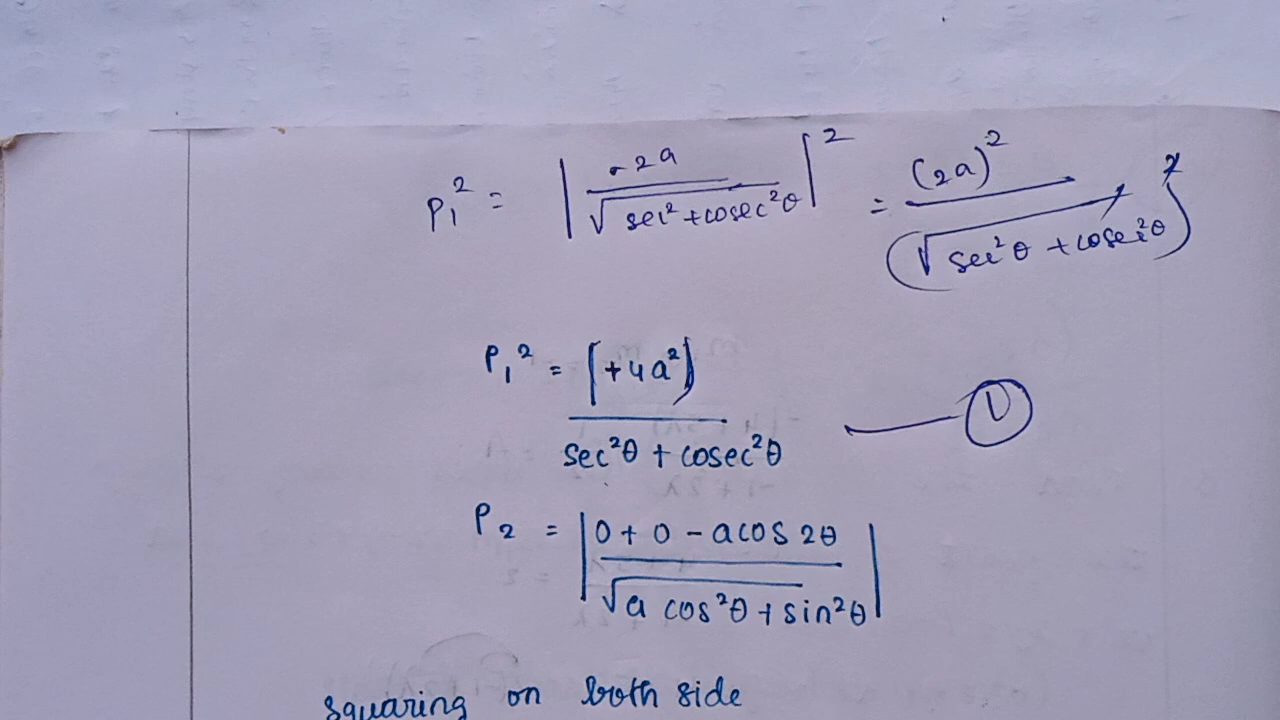 P₁² = | -2a / √(sec² + cosec²θ) |² = (2a)² / (√(sec²θ + cosec²θ))²
P₁² = (+4a²) / (sec²θ + cosec²θ) — ①
P₂ = | (0 + 0 - a cos 2θ) / √(a cos²θ + sin²θ) |
squaring on both side